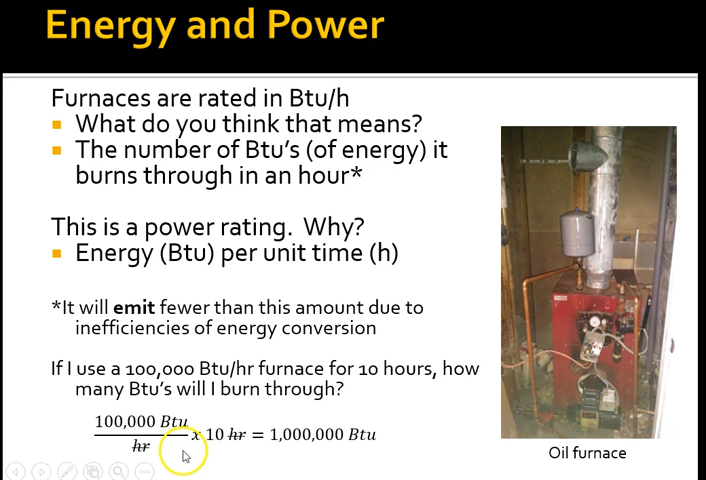 Energy and Power
Furnaces are rated in Btu/h
What do you think that means?
The number of Btu's (of energy) it
burns through in an hour*
This is a power rating. Why?
Energy (Btu) per unit time (h)
*It will emit fewer than this amount due to
inefficiencies of energy conversion
If I use a 100,000 Btu/hr furnace for 10 hours, how
many Btu's will I burn through?
100,000 Btu
hr
x 10 hr = 1,000,000 Btu
Oil furnace